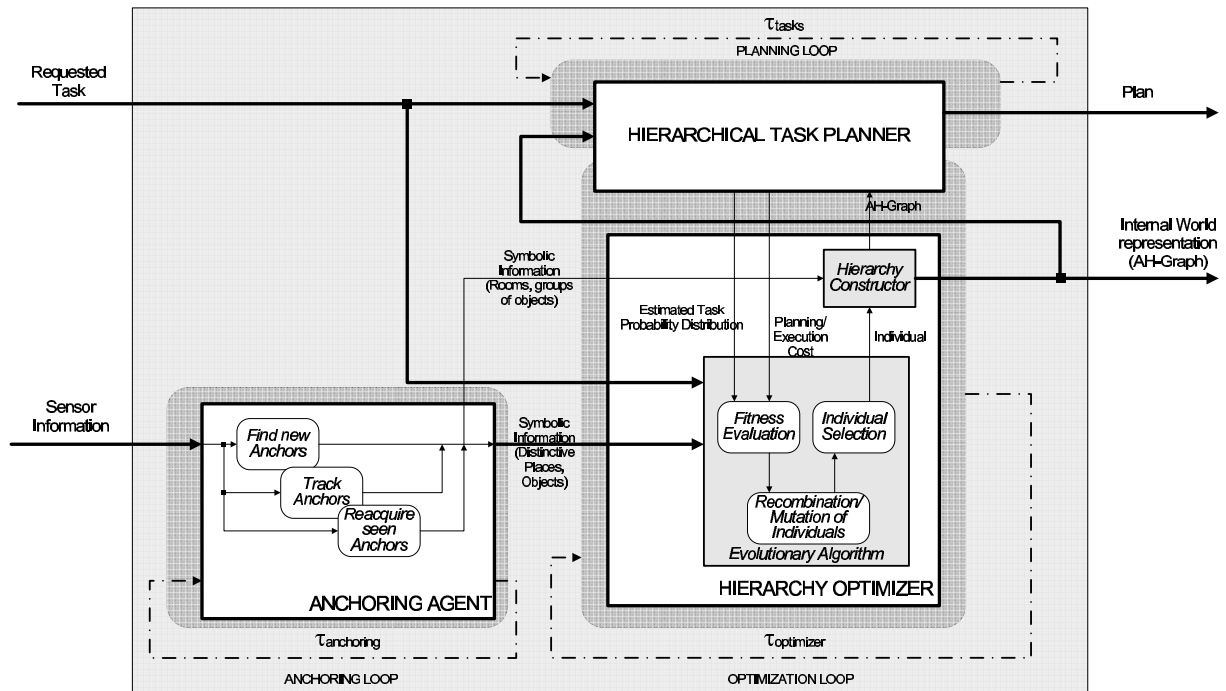 τtasks
PLANNING LOOP
Requested
Task
Plan
HIERARCHICAL TASK PLANNER
AH-Graph
Internal World
representation
(AH-Graph)
Symbolic
Information
(Rooms, groups
of objects)
Hierarchy
Constructor
Estimated Task
Probability Distribution
Planning/
Execution
Cost
Individual
Sensor
Information
Find new
Anchors
Track
Anchors
Reacquire
seen
Anchors
Symbolic
Information
(Distinctive
Places,
Objects)
Fitness
Evaluation
Individual
Selection
Recombination/
Mutation of
Individuals
Evolutionary Algorithm
ANCHORING AGENT
HIERARCHY OPTIMIZER
τanchoring
τoptimizer
ANCHORING LOOP
OPTIMIZATION LOOP